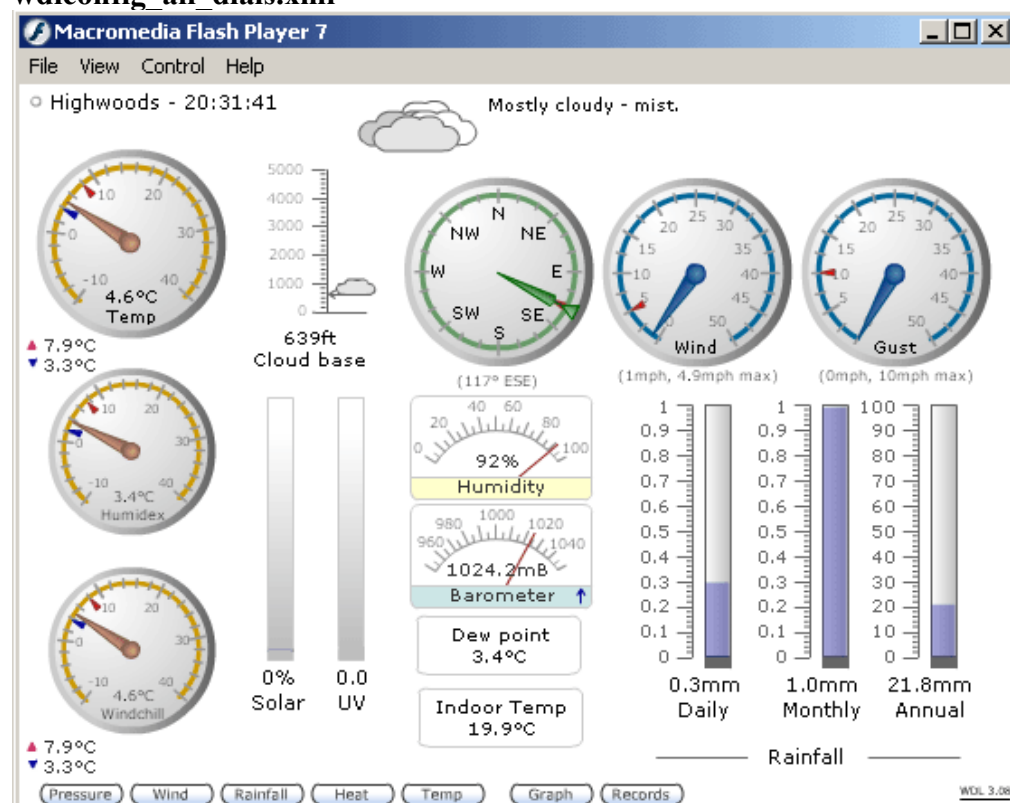 wdlconfig_all_dials.xml
Macromedia Flash Player 7
File View Control Help
Highwoods - 20:31:41
Mostly cloudy - mist.
-10 0 10 20 30 40
4.6°C
Temp
7.9°C
3.3°C
5000
4000
3000
2000
1000
0
639ft
Cloud base
N
NE
E
SE
S
SW
W
NW
(117° ESE)
0 5 10 15 20 25 30 35 40 45 50
Wind
(1mph, 4.9mph max)
0 5 10 15 20 25 30 35 40 45 50
Gust
(0mph, 10mph max)
-10 0 10 20 30 40
3.4°C
Humidex
-10 0 10 20 30 40
4.6°C
Windchill
7.9°C
3.3°C
0%
Solar
0.0
UV
0 20 40 60 80 100
92%
Humidity
960 980 1000 1020 1040
1024.2mB
Barometer
Dew point
3.4°C
Indoor Temp
19.9°C
1
0.9
0.8
0.7
0.6
0.5
0.4
0.3
0.2
0.1
0
0.3mm
Daily
1
0.9
0.8
0.7
0.6
0.5
0.4
0.3
0.2
0.1
0
1.0mm
Monthly
100
90
80
70
60
50
40
30
20
10
0
21.8mm
Annual
Rainfall
Pressure Wind Rainfall Heat Temp Graph Records
WDL 3.08